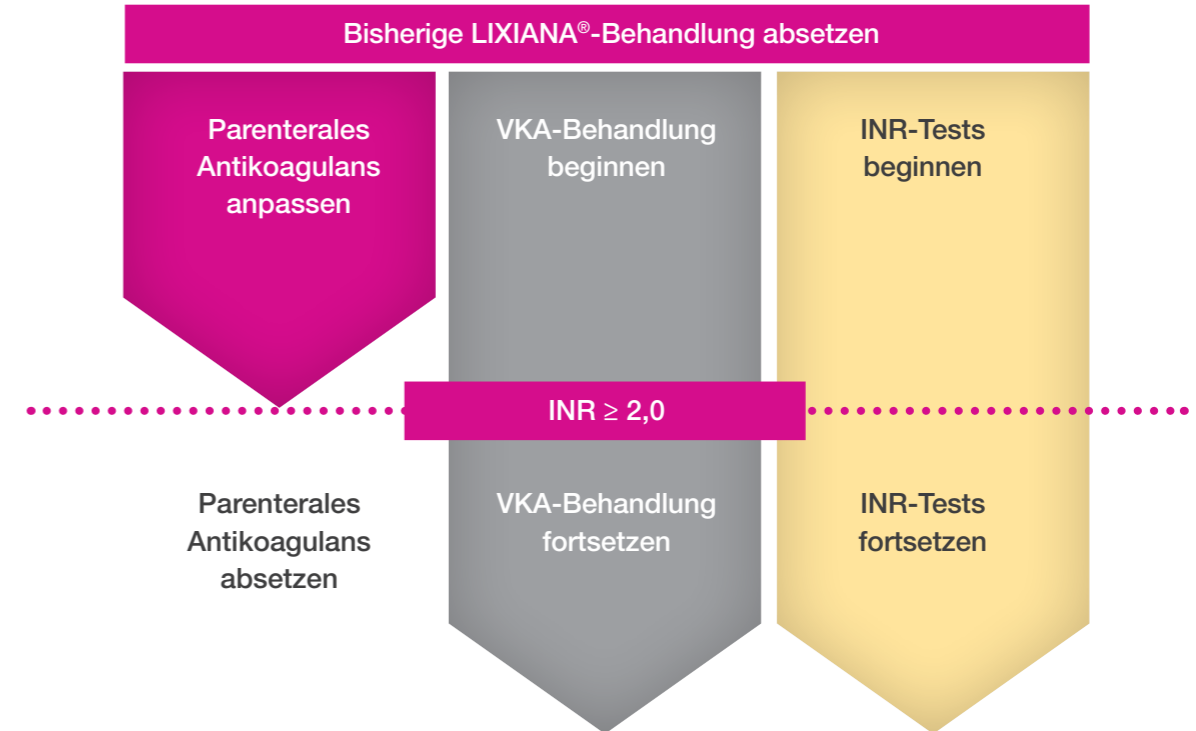 Bisherige LIXIANA®-Behandlung absetzen
Parenterales
Antikoagulans
anpassen
VKA-Behandlung
beginnen
INR-Tests
beginnen
INR ≥ 2,0
Parenterales
Antikoagulans
absetzen
VKA-Behandlung
fortsetzen
INR-Tests
fortsetzen